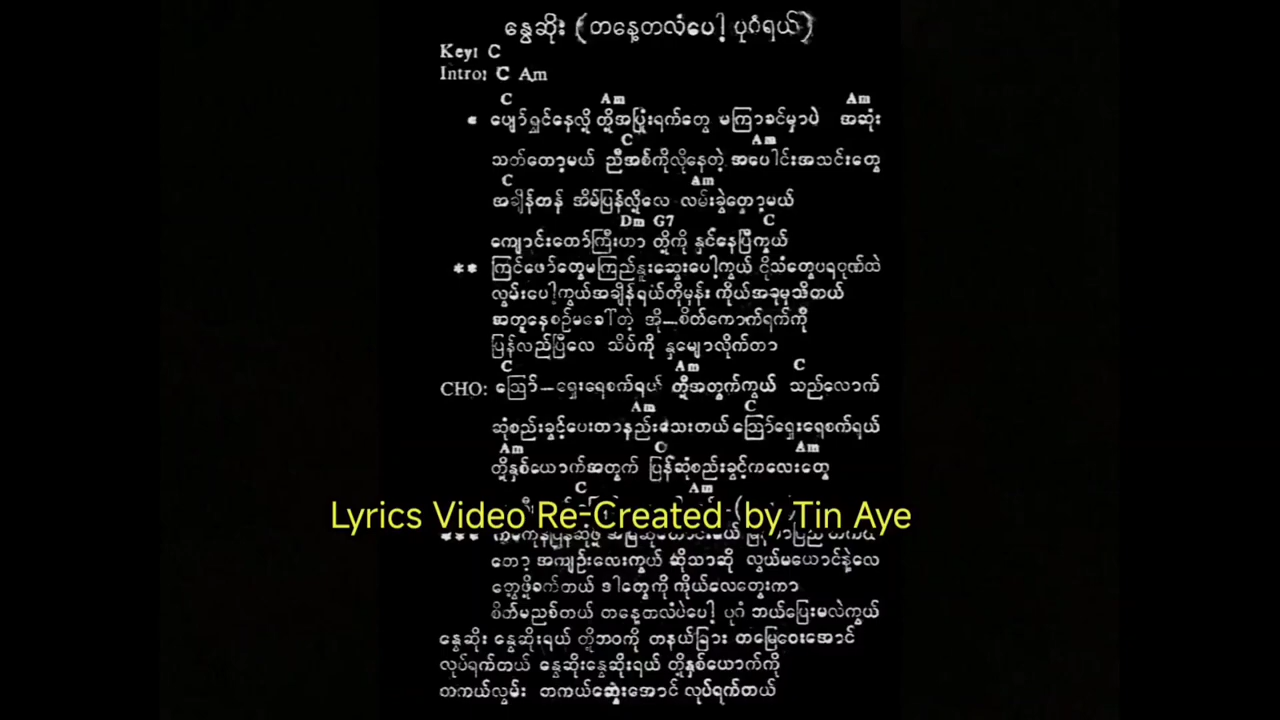 နွေဆိုး (တနေ့တလံပေါ့ ပုဂံရယ်)
Key: C
Intro: C Am
C Am Am
* ပျော်ရွှင်နေလို့ တို့အပြုံးရက်တွေ မကြာခင်မှာပဲ အဆုံး
C Am
သတ်တော့မယ် ညီအစ်ကိုလိုနေတဲ့ အပေါင်းအသင်းတွေ
C Am
အချိန်တန် အိမ်ပြန်လို့လေ လမ်းခွဲတော့မယ်
Dm G7 C
ကျောင်းတော်ကြီးဟာ တို့ကို နှင်နေပြီကွယ်
** ကြင်ဖော်တွေမကြည်နူးဆွေးပေါ့ကွယ် ငိုသံတွေပရပုဏ်ထဲ
လွမ်းပေါ့ကွယ်အချိန်ရယ်တိုမှန်း ကိုယ်အခုမှသိတယ်
အတူနေစဉ်မခေါ်တဲ့ အို—စိတ်ကောက်ရက်ကို
ပြန်လည်ပြီလေ သိပ်ကို နှမျောလိုက်တာ
C Am C
CHO: ဪ—ရှေးရေစက်ရယ် တို့အတွက်ကွယ် သည်လောက်
Am C
ဆုံစည်းခွင့်ပေးတာနည်းသေးတယ် ဪရှေးရေစက်ရယ်
Am C Am
တို့နှစ်ယောက်အတွက် ပြန်ဆုံစည်းခွင့်ကလေးတွေ
C Am
Lyrics Video Re-Created by Tin Aye
တော့ အကျဉ်းလေးကွယ် ဆိုသာဆို လွယ်မယောင်နဲ့လေ
တွေ့ဖို့ခက်တယ် ဒါတွေကို ကိုယ်လေတွေးကာ
စိတ်မညစ်တယ် တနေ့တလံပဲပေါ့ ပုဂံ ဘယ်ပြေးမလဲကွယ်
နွေဆိုး နွေဆိုးရယ် တို့ဘဝကို တနယ်ခြား တမြေဝေးအောင်
လုပ်ရက်တယ် နွေဆိုးနွေဆိုးရယ် တို့နှစ်ယောက်ကို
တကယ်လွမ်း တကယ်ဆွေးအောင် လုပ်ရက်တယ်